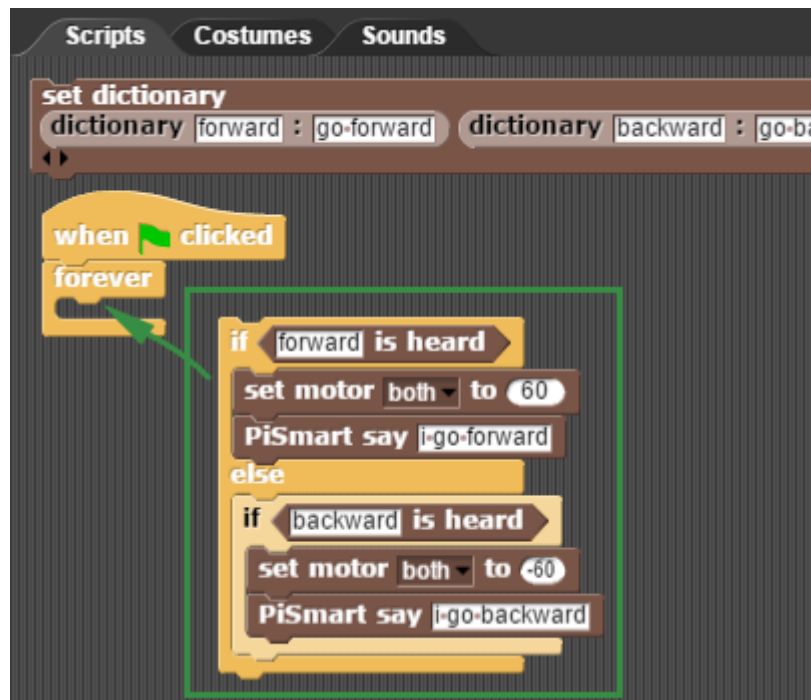 Scripts Costumes Sounds
set dictionary
dictionary forward : go forward dictionary backward : go ba
when clicked
forever
if forward is heard
set motor both to 60
PiSmart say i go forward
else
if backward is heard
set motor both to -60
PiSmart say i go backward